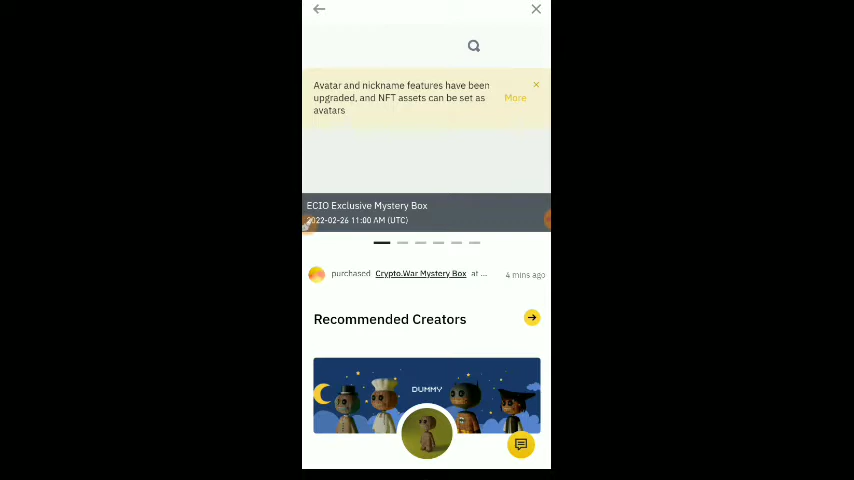 Avatar and nickname features have been
upgraded, and NFT assets can be set as
avatars
More
ECIO Exclusive Mystery Box
2022-02-26 11:00 AM (UTC)
purchased Crypto.War Mystery Box at ... 4 mins ago
Recommended Creators
DUMMY